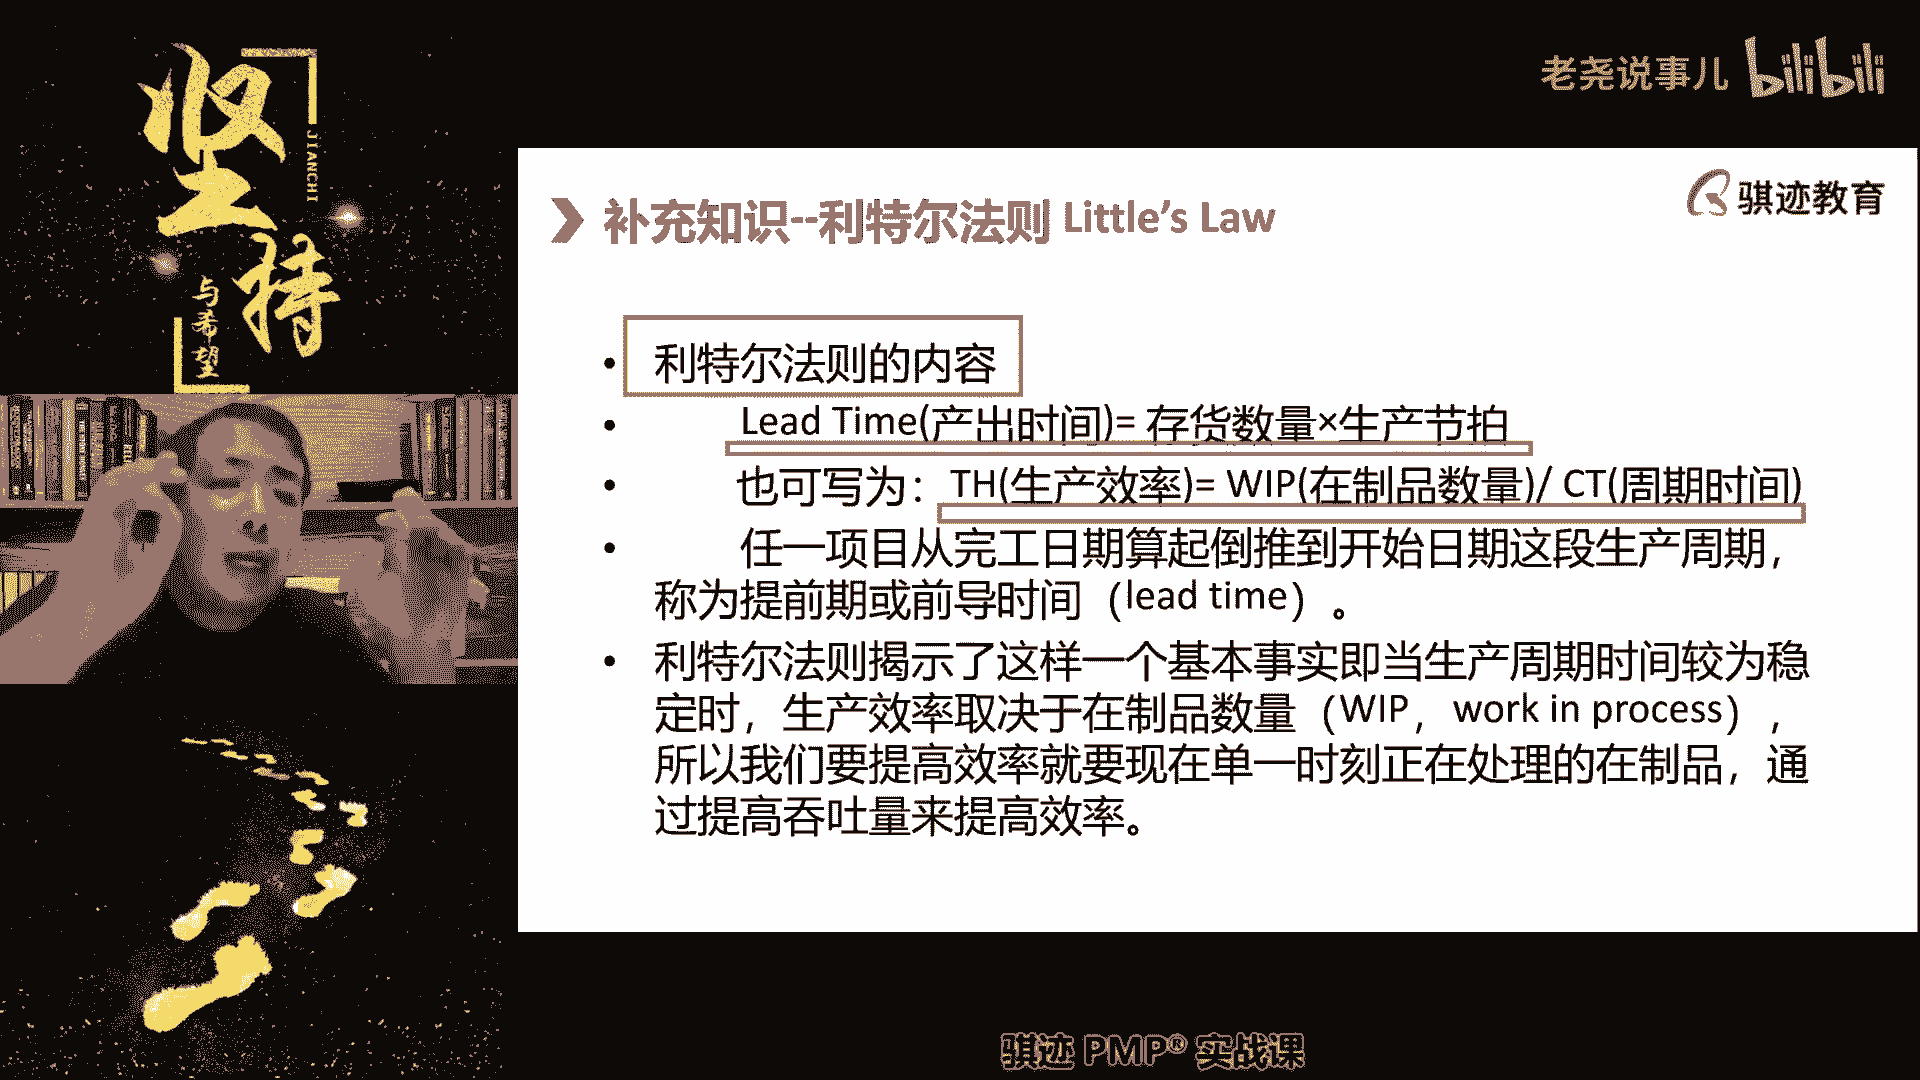 坚持
JIANCHI
与希望
老尧说事儿 bilibili
骐迹教育
补充知识--利特尔法则 Little's Law
• 利特尔法则的内容
• Lead Time(产出时间)= 存货数量×生产节拍
• 也可写为：TH(生产效率)= WIP(在制品数量)/ CT(周期时间)
• 任一项目从完工日期算起倒推到开始日期这段生产周期，
称为提前期或前导时间（lead time）。
• 利特尔法则揭示了这样一个基本事实即当生产周期时间较为稳
定时，生产效率取决于在制品数量（WIP，work in process），
所以我们要提高效率就要现在单一时刻正在处理的在制品，通
过提高吞吐量来提高效率。
骐迹 PMP® 实战课